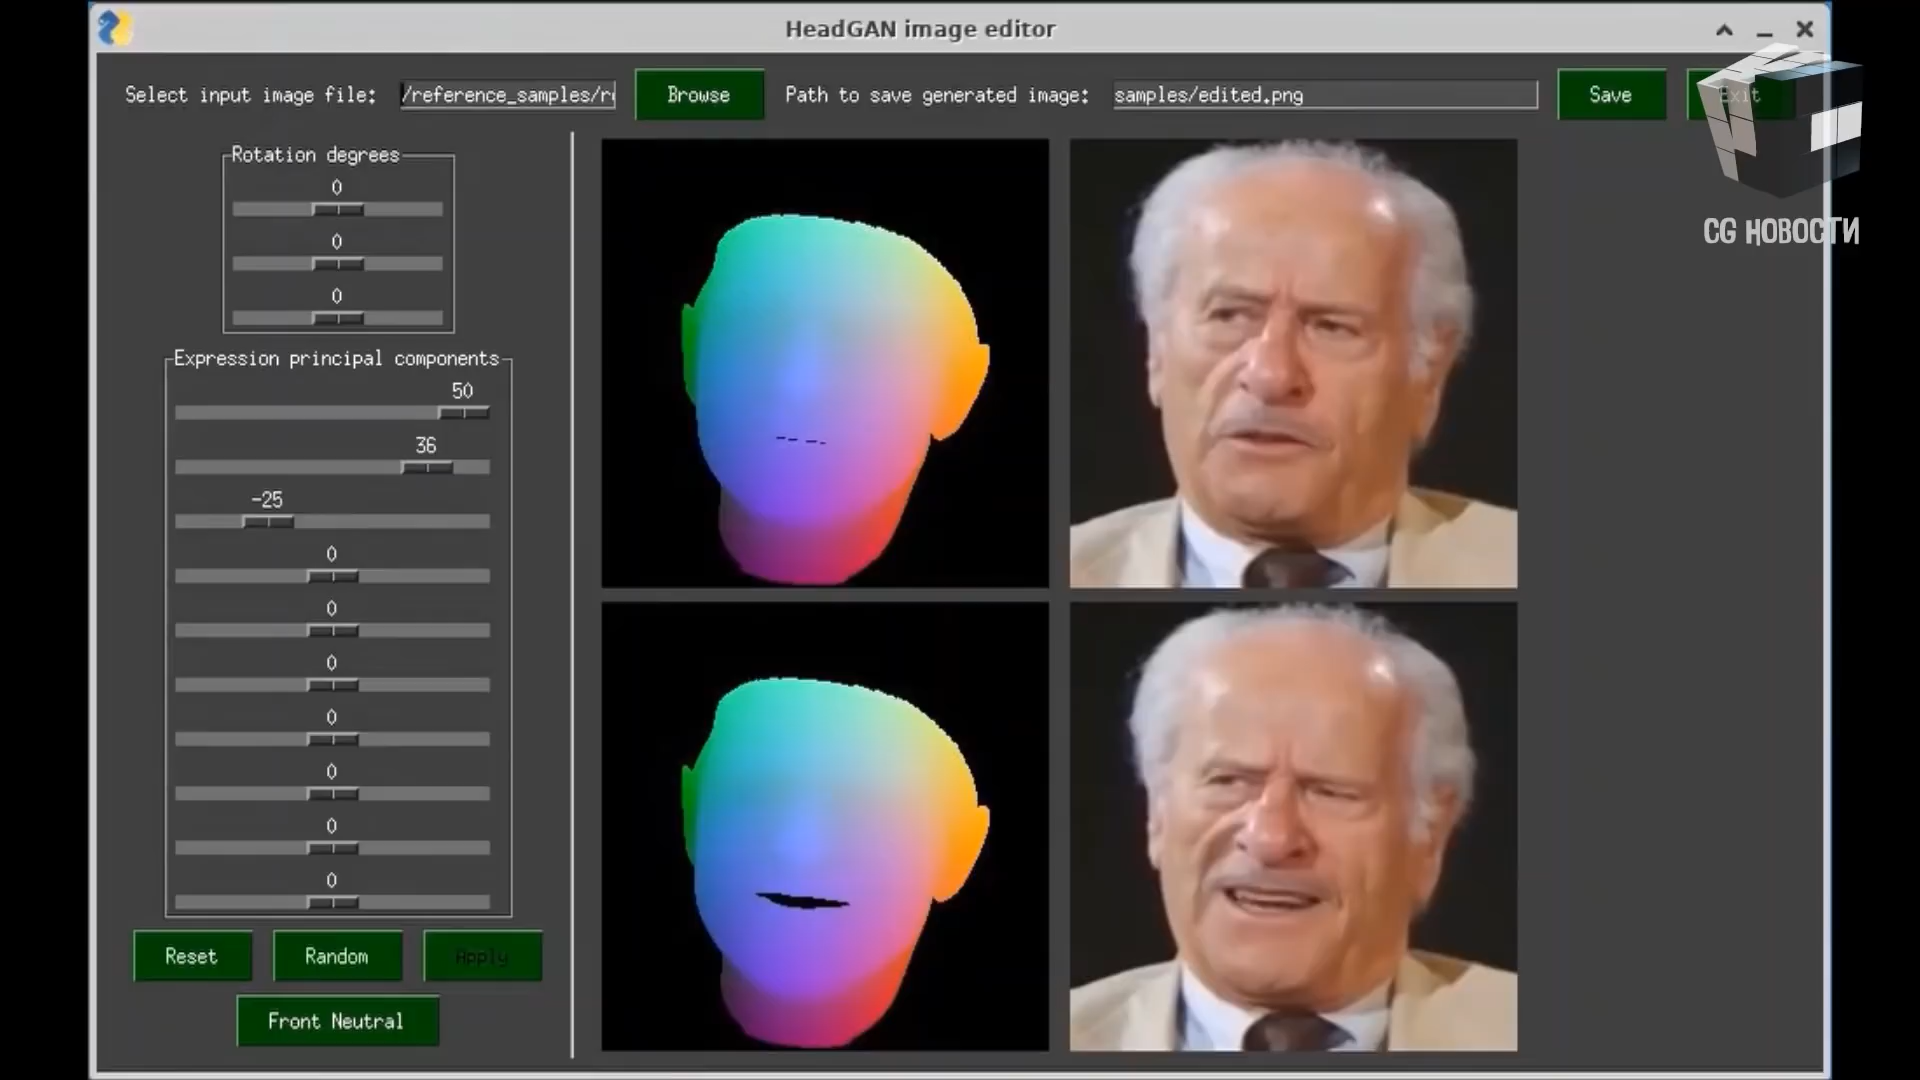 HeadGAN image editor
Select input image file: /reference_samples/r Browse Path to save generated image: samples/edited.png Save Exit
CG НОВОСТИ
Rotation degrees
0
0
0
Expression principal components
50
36
-25
0
0
0
0
0
0
0
Reset Random Apply
Front Neutral